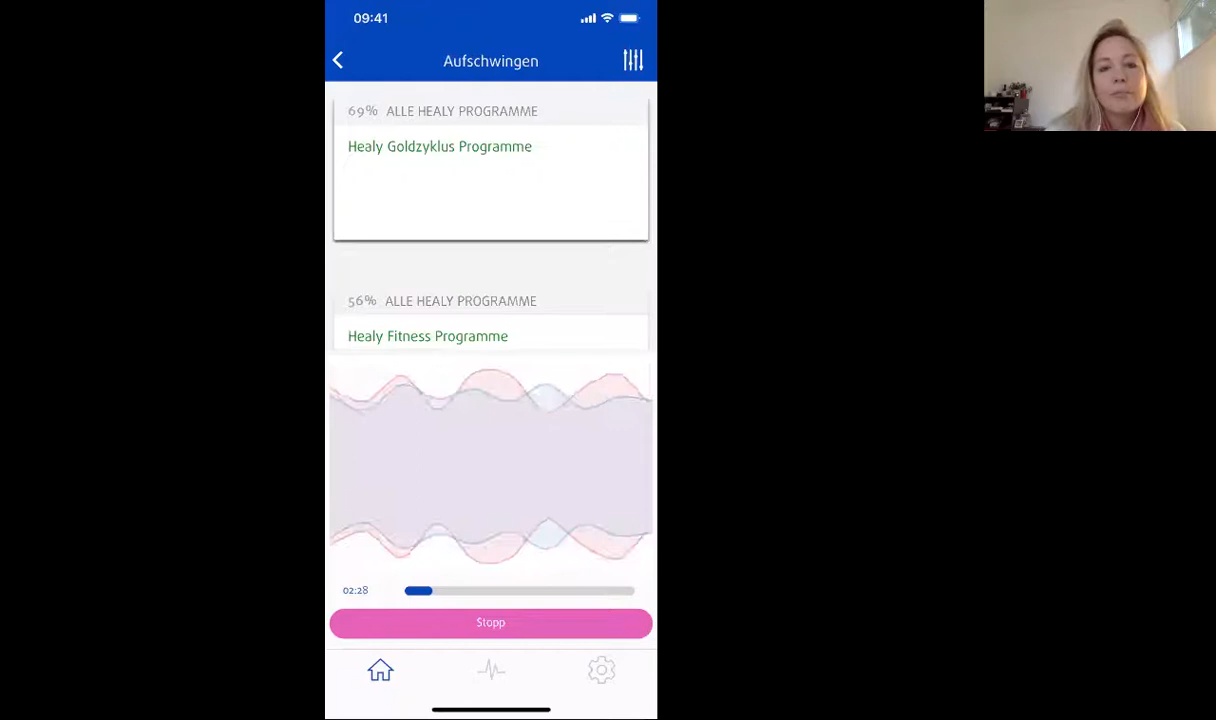 09:41
Aufschwingen
69% ALLE HEALY PROGRAMME
Healy Goldzyklus Programme
56% ALLE HEALY PROGRAMME
Healy Fitness Programme
02:28
Stopp